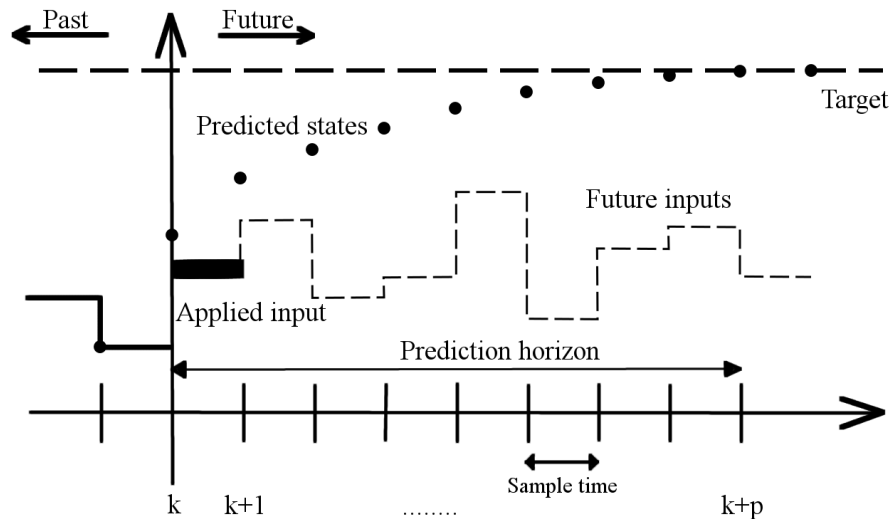 Past
Future
Target
Predicted states
Future inputs
Applied input
Prediction horizon
Sample time
k
k+1
........
k+p